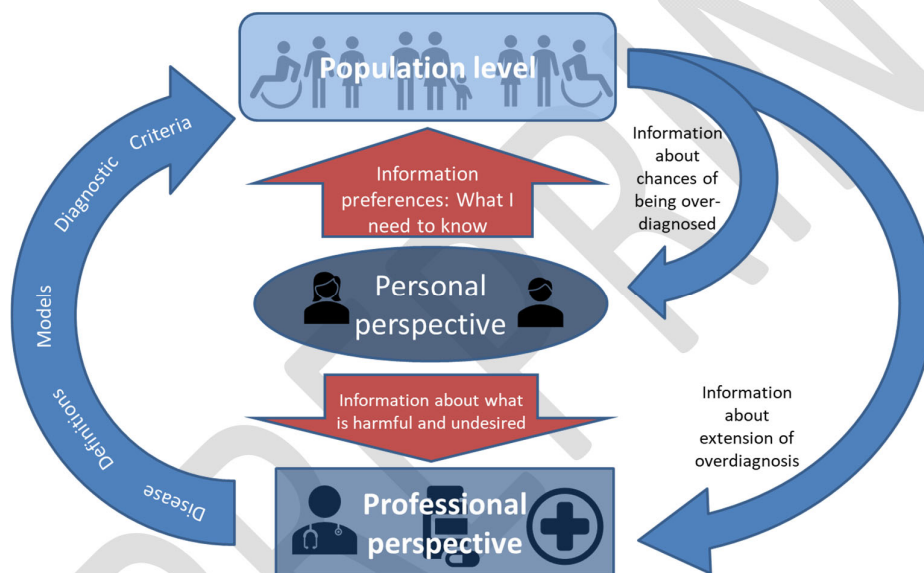 Population level
Information
about
chances of
being over-
diagnosed
Information
preferences: What I
need to know
Personal
perspective
Information about what
is harmful and undesired
Information
about
extension of
overdiagnosis
Professional
perspective
Disease Definitions Models Diagnostic Criteria